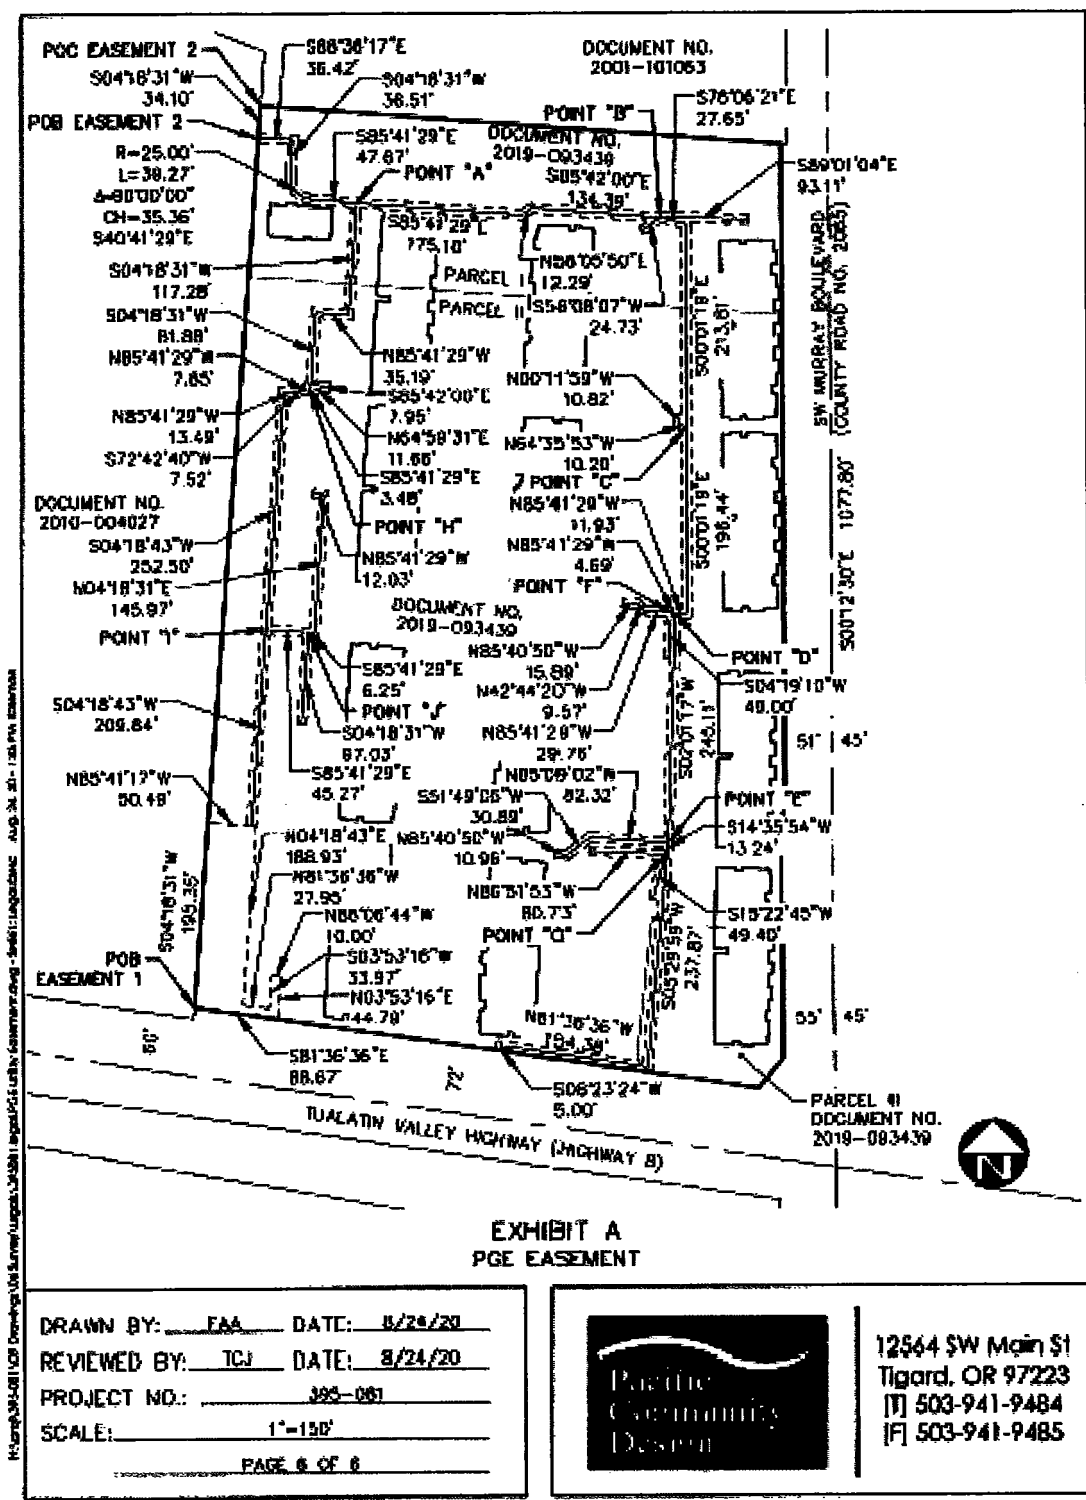 POC EASEMENT 2
S88°36'17"E
36.42'
DOCUMENT NO.
2001-101063
S04°18'31"W
34.10'
S04°18'31"W
36.51'
S76°06'21"E
27.65'
POB EASEMENT 2
POINT "B"
S85°41'29"E
47.67'
DOCUMENT NO.
2019-093439
R=25.00'
L=39.27'
Δ=90°00'00"
CH=35.36'
S40°41'29"E
POINT "A"
S85°42'00"E
134.39'
S89°01'04"E
93.11'
S85°41'29"E
175.10'
S04°18'31"W
117.28'
PARCEL I
PARCEL II
N56°05'50"E
12.29'
S56°08'07"W
24.73'
S00°01'19"E
213.81'
SW MURRAY BOULEVARD
(COUNTY ROAD NO. 2065)
S04°18'31"W
81.88'
N85°41'29"W
7.85'
N85°41'29"W
35.19'
S85°42'00"E
7.95'
N00°11'59"W
10.82'
N85°41'29"W
13.49'
N64°59'31"E
11.66'
N64°35'53"W
10.20'
S72°42'40"W
7.52'
S85°41'29"E
3.48'
POINT "C"
DOCUMENT NO.
2010-004027
POINT "H"
N85°41'29"W
11.93'
S00°01'19"E
196.44'
S04°18'43"W
252.50'
N85°41'29"W
12.03'
N85°41'29"W
4.69'
N04°18'31"E
145.97'
POINT "F"
DOCUMENT NO.
2019-093439
POINT "I"
N85°40'50"W
15.89'
POINT "D"
S00°12'30"E 1077.80'
S85°41'29"E
6.25'
N42°44'20"W
9.57'
S04°19'10"W
49.00'
S04°18'43"W
209.84'
POINT "J"
S04°18'31"W
87.03'
N85°41'29"W
29.76'
S02°01'17"W
51' 45'
N85°41'17"W
50.49'
S85°41'29"E
45.27'
N85°09'02"W
82.32'
S51°49'06"W
30.89'
POINT "E"
S14°35'54"W
13.24'
N04°18'43"E
188.93'
N85°40'50"W
10.96'
N81°36'36"W
27.95'
N86°51'53"W
80.73'
N86°06'44"W
10.00'
S15°22'45"W
49.40'
S04°18'31"W
POINT "G"
S03°53'16"W
33.97'
S05°29'59"W
237.87'
POB
EASEMENT 1
N03°53'16"E
44.79'
N81°36'36"W
55' 45'
S81°36'36"E
88.67'
72'
S08°23'24"W
5.00'
PARCEL III
DOCUMENT NO.
2019-093439
TUALATIN VALLEY HIGHWAY (HIGHWAY 8)
N
EXHIBIT A
PGE EASEMENT
DRAWN BY: FAA DATE: 8/24/20
REVIEWED BY: TCJ DATE: 8/24/20
PROJECT NO.: 395-061
SCALE: 1"=150'
PAGE 6 OF 6
Pacific
Community
Design
12564 SW Main St
Tigard, OR 97223
[T] 503-941-9484
[F] 503-941-9485